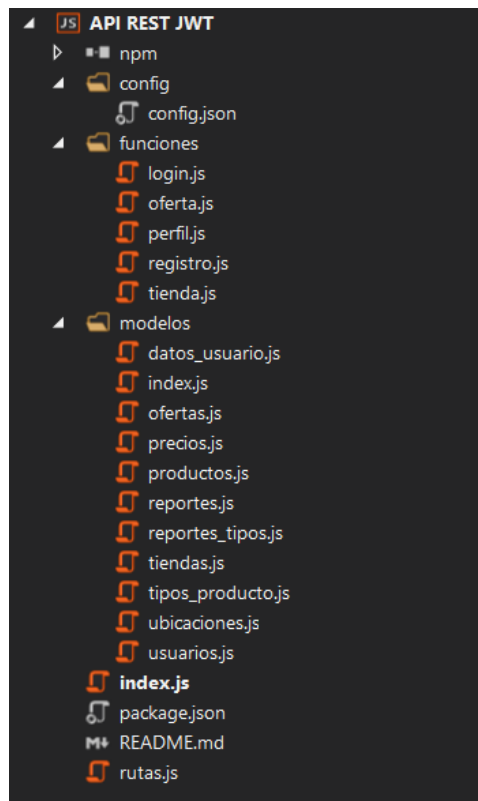 JS API REST JWT
npm
config
config.json
funciones
login.js
oferta.js
perfil.js
registro.js
tienda.js
modelos
datos_usuario.js
index.js
ofertas.js
precios.js
productos.js
reportes.js
reportes_tipos.js
tiendas.js
tipos_producto.js
ubicaciones.js
usuarios.js
index.js
package.json
M+ README.md
rutas.js